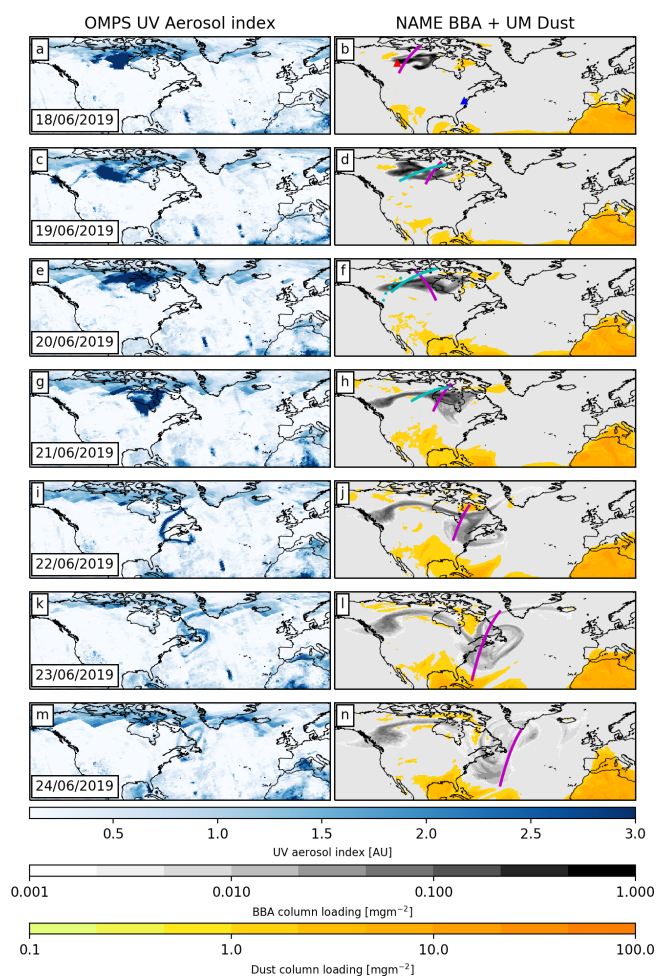 OMPS UV Aerosol index NAME BBA + UM Dust
a b
18/06/2019
c d
19/06/2019
e f
20/06/2019
g h
21/06/2019
i j
22/06/2019
k l
23/06/2019
m n
24/06/2019
0.5 1.0 1.5 2.0 2.5 3.0
UV aerosol index [AU]
0.001 0.010 0.100 1.000
BBA column loading [mgm⁻²]
0.1 1.0 10.0 100.0
Dust column loading [mgm⁻²]